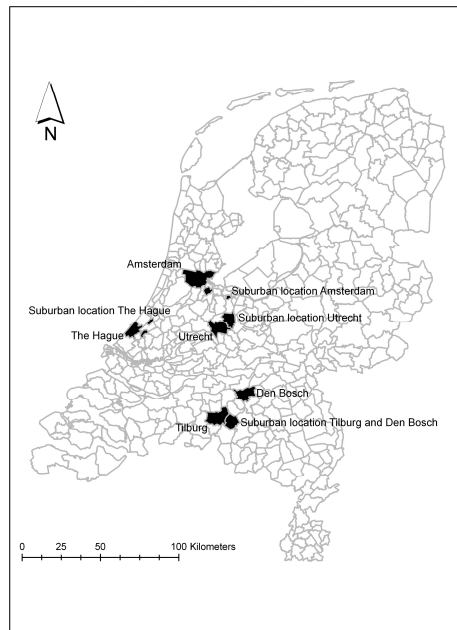 N
Amsterdam
Suburban location Amsterdam
Suburban location The Hague
Suburban location Utrecht
The Hague
Utrecht
Den Bosch
Tilburg
Suburban location Tilburg and Den Bosch
0 25 50 100 Kilometers